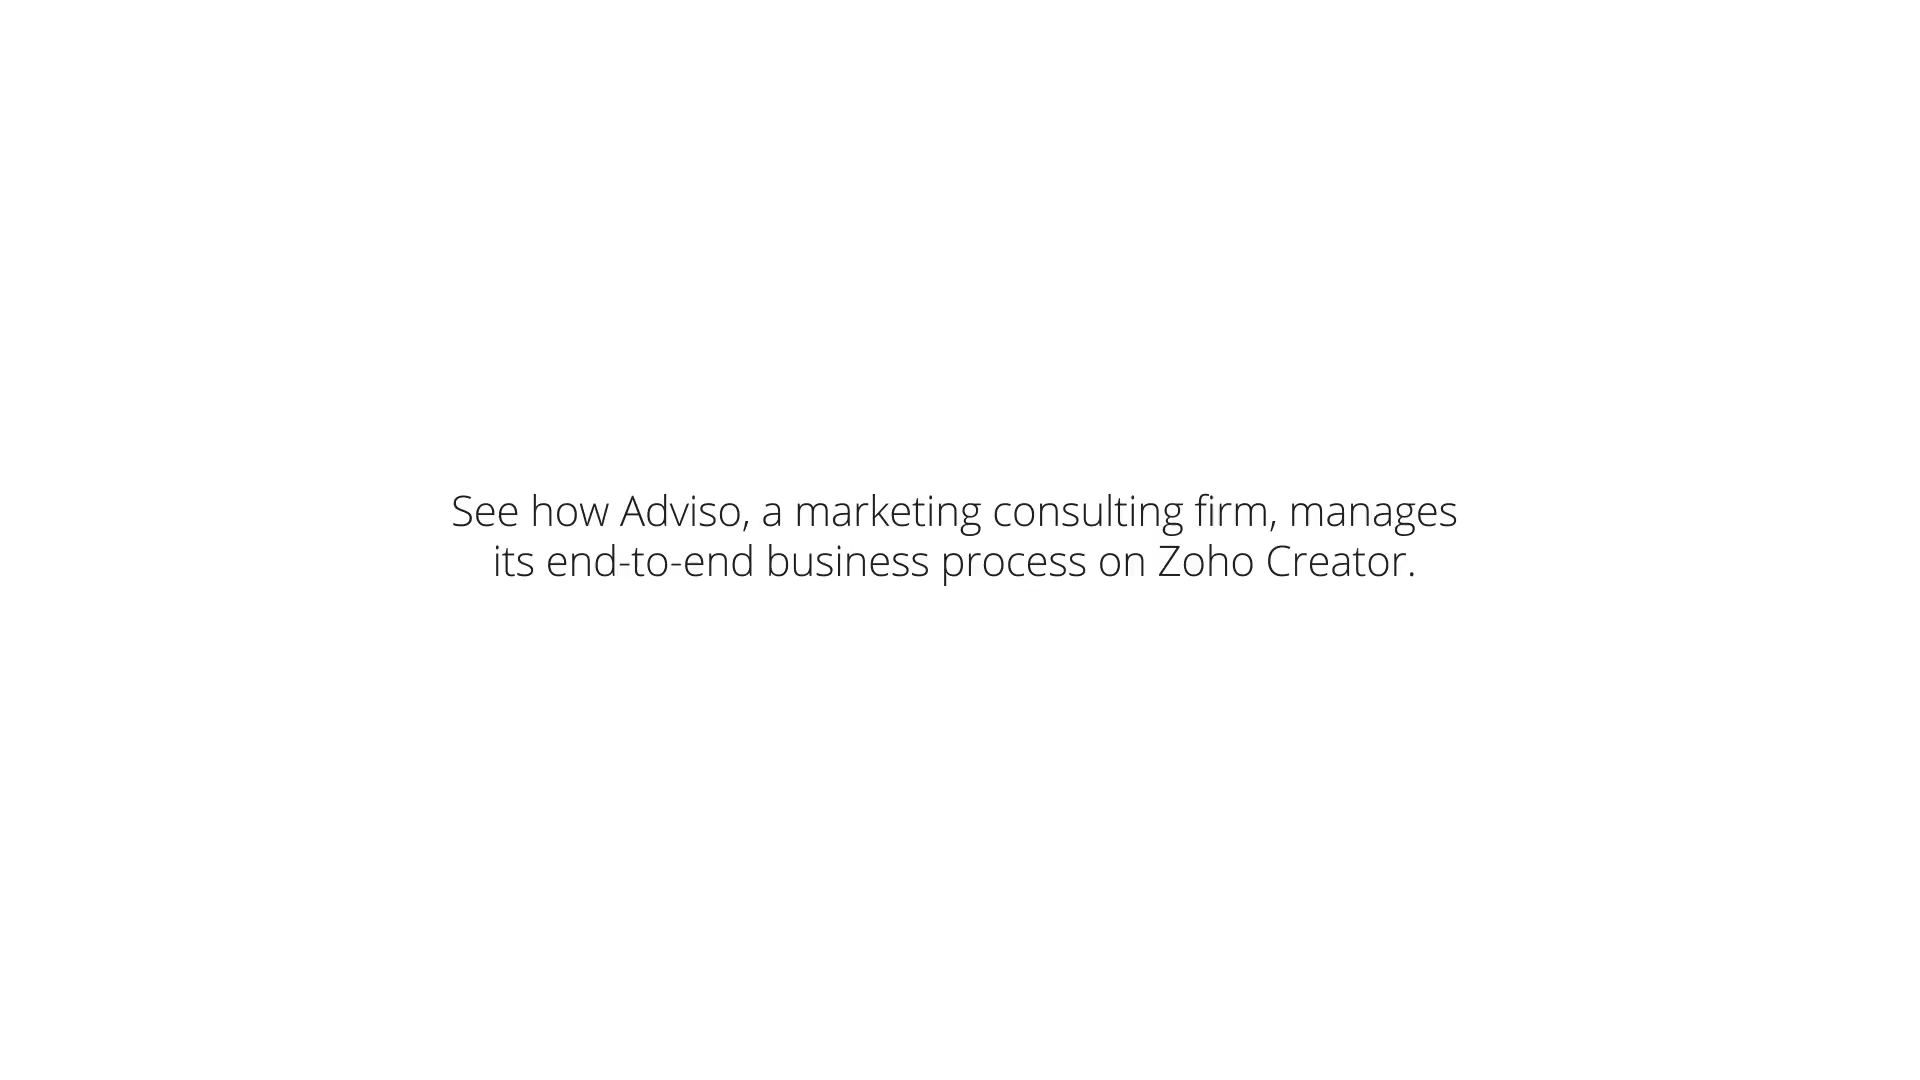 See how Adviso, a marketing consulting firm, manages
its end-to-end business process on Zoho Creator.